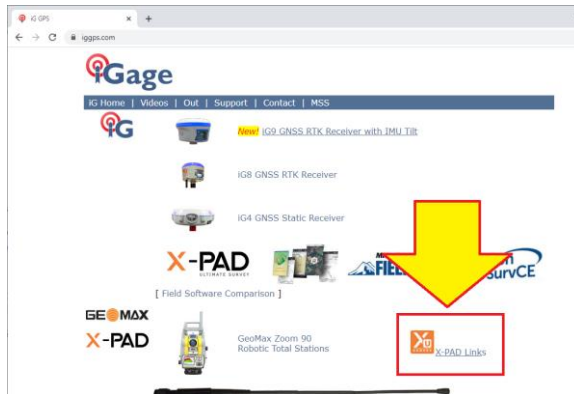 iG GPS
iggps.com
iGage
iG Home | Videos | Out | Support | Contact | MSS
iG
New! iG9 GNSS RTK Receiver with IMU Tilt
iG8 GNSS RTK Receiver
iG4 GNSS Static Receiver
X-PAD
ULTIMATE SURVEY
FIEL
SurvCE
[ Field Software Comparison ]
GEOMAX
X-PAD
GeoMax Zoom 90
Robotic Total Stations
X-PAD Links